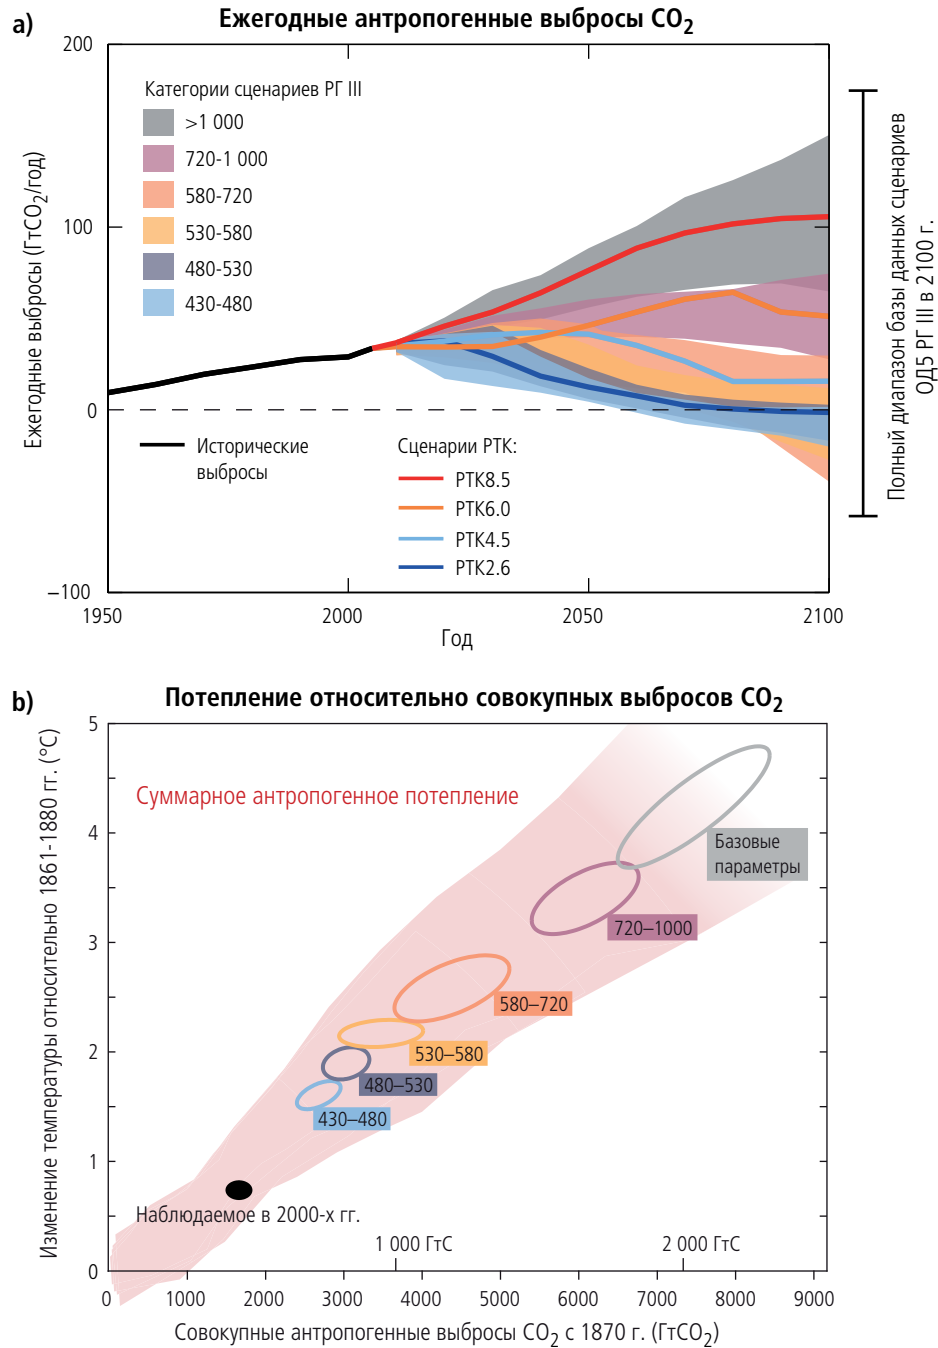 a)
Ежегодные антропогенные выбросы CO2
Ежегодные выбросы (ГтCO2/год)
200
100
0
−100
Категории сценариев РГ III
>1 000
720-1 000
580-720
530-580
480-530
430-480
Исторические
выбросы
Сценарии РТК:
РТК8.5
РТК6.0
РТК4.5
РТК2.6
1950
2000
2050
2100
Год
Полный диапазон базы данных сценариев
ОД5 РГ III в 2100 г.
b)
Потепление относительно совокупных выбросов CO2
Изменение температуры относительно 1861-1880 гг. (°C)
5
4
3
2
1
0
Суммарное антропогенное потепление
Базовые
параметры
720–1000
580–720
530–580
480–530
430–480
Наблюдаемое в 2000-х гг.
1 000 ГтС
2 000 ГтС
0
1000
2000
3000
4000
5000
6000
7000
8000
9000
Совокупные антропогенные выбросы CO2 с 1870 г. (ГтCO2)